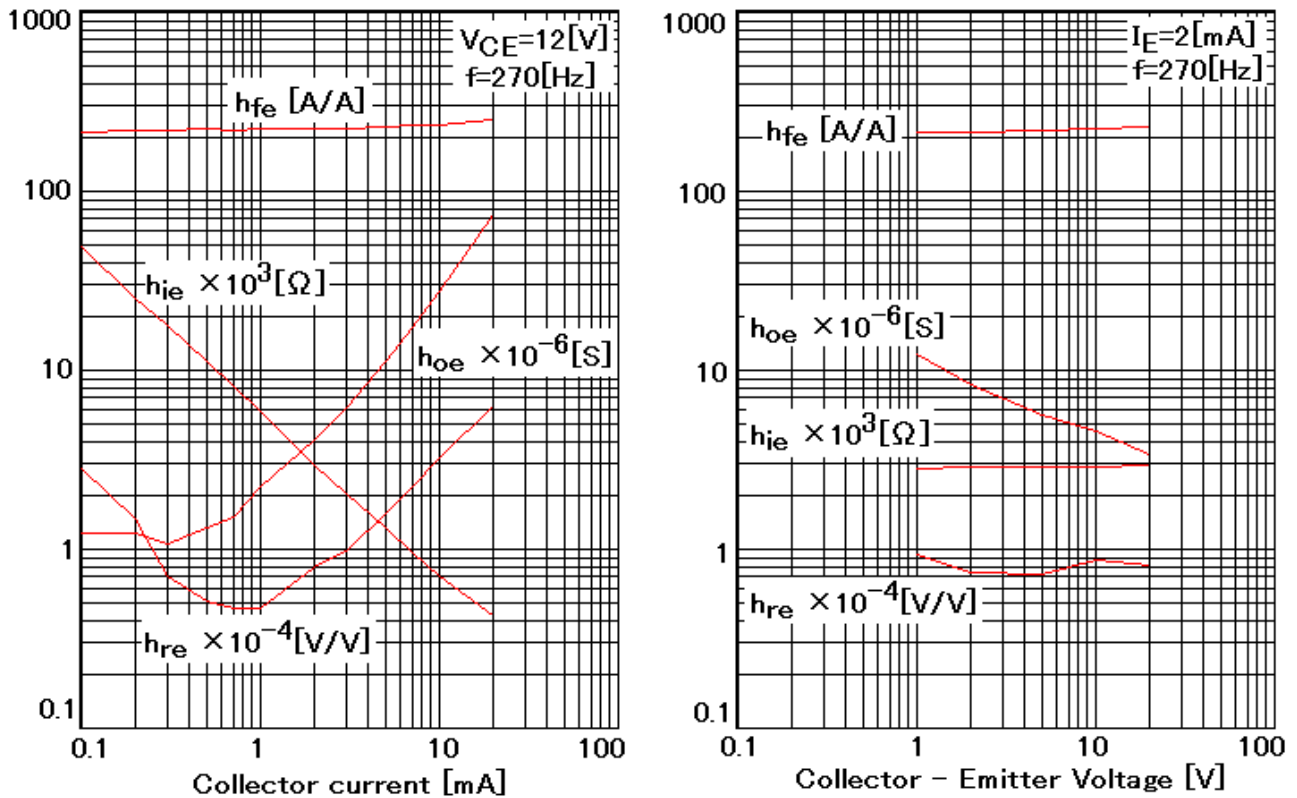 1000
V_CE=12[V]
f=270[Hz]
h_fe [A/A]
100
h_ie ×10^3[Ω]
h_oe ×10^−6[S]
10
1
h_re ×10^−4[V/V]
0.1
0.1 1 10 100
Collector current [mA]
1000
I_E=2[mA]
f=270[Hz]
h_fe [A/A]
100
h_oe ×10^−6[S]
10
h_ie ×10^3[Ω]
1
h_re ×10^−4[V/V]
0.1
0.1 1 10 100
Collector − Emitter Voltage [V]